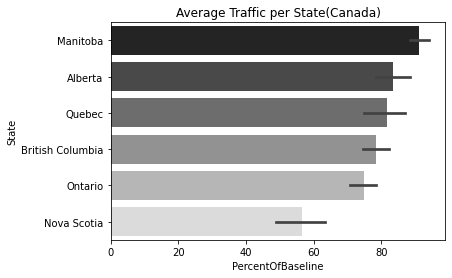 Average Traffic per State(Canada)
State
Manitoba
Alberta
Quebec
British Columbia
Ontario
Nova Scotia
0 20 40 60 80
PercentOfBaseline